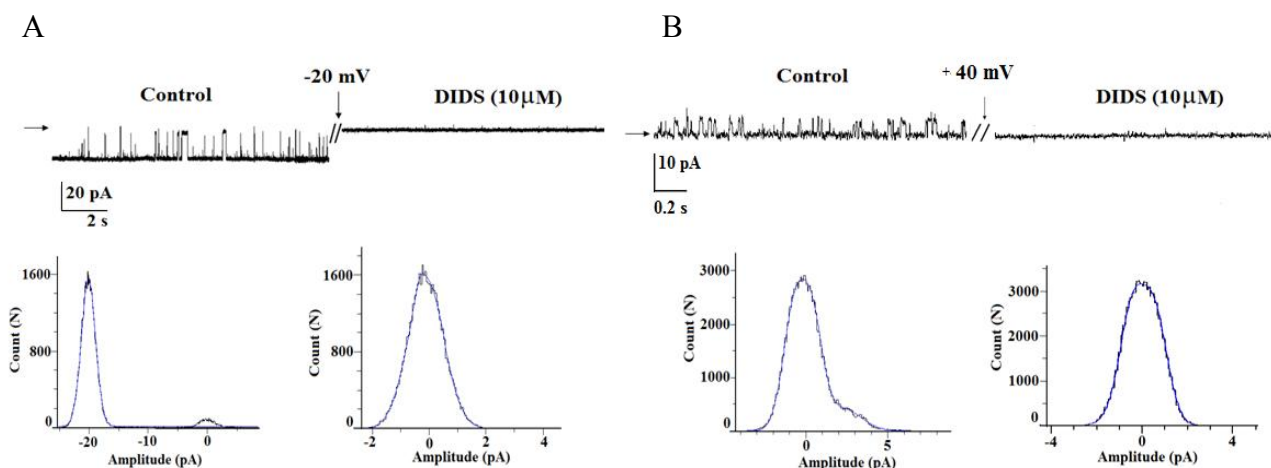 A
B
-20 mV
Control
DIDS (10µM)
20 pA
2 s
+ 40 mV
Control
DIDS (10µM)
10 pA
0.2 s
1600
800
0
Count (N)
-20
-10
0
Amplitude (pA)
1600
800
0
Count (N)
-2
0
2
4
Amplitude (pA)
3000
2000
1000
0
Count (N)
0
5
Amplitude (pA)
3000
2000
1000
0
Count (N)
-4
0
4
Amplitude (pA)